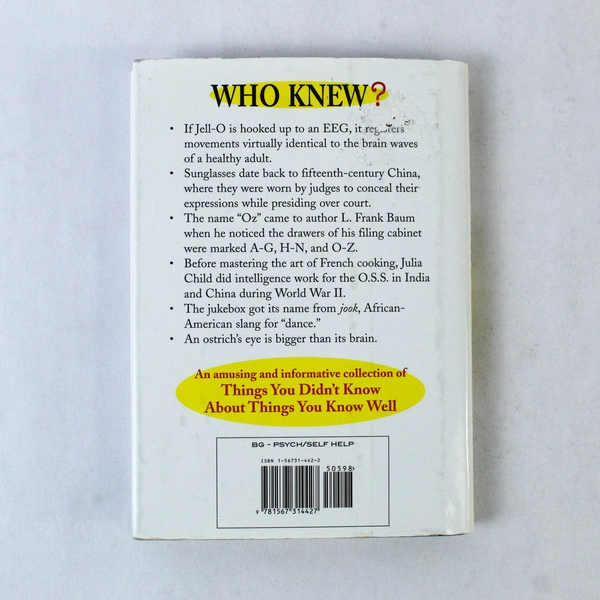 WHO KNEW?
• If Jell-O is hooked up to an EEG, it registers
movements virtually identical to the brain waves
of a healthy adult.
• Sunglasses date back to fifteenth-century China,
where they were worn by judges to conceal their
expressions while presiding over court.
• The name “Oz” came to author L. Frank Baum
when he noticed the drawers of his filing cabinet
were marked A-G, H-N, and O-Z.
• Before mastering the art of French cooking, Julia
Child did intelligence work for the O.S.S. in India
and China during World War II.
• The jukebox got its name from jook, African-
American slang for “dance.”
• An ostrich’s eye is bigger than its brain.
An amusing and informative collection of
Things You Didn’t Know
About Things You Know Well
BG - PSYCH/SELF HELP
ISBN 1-56731-442-2
50598>
9 781567 314427